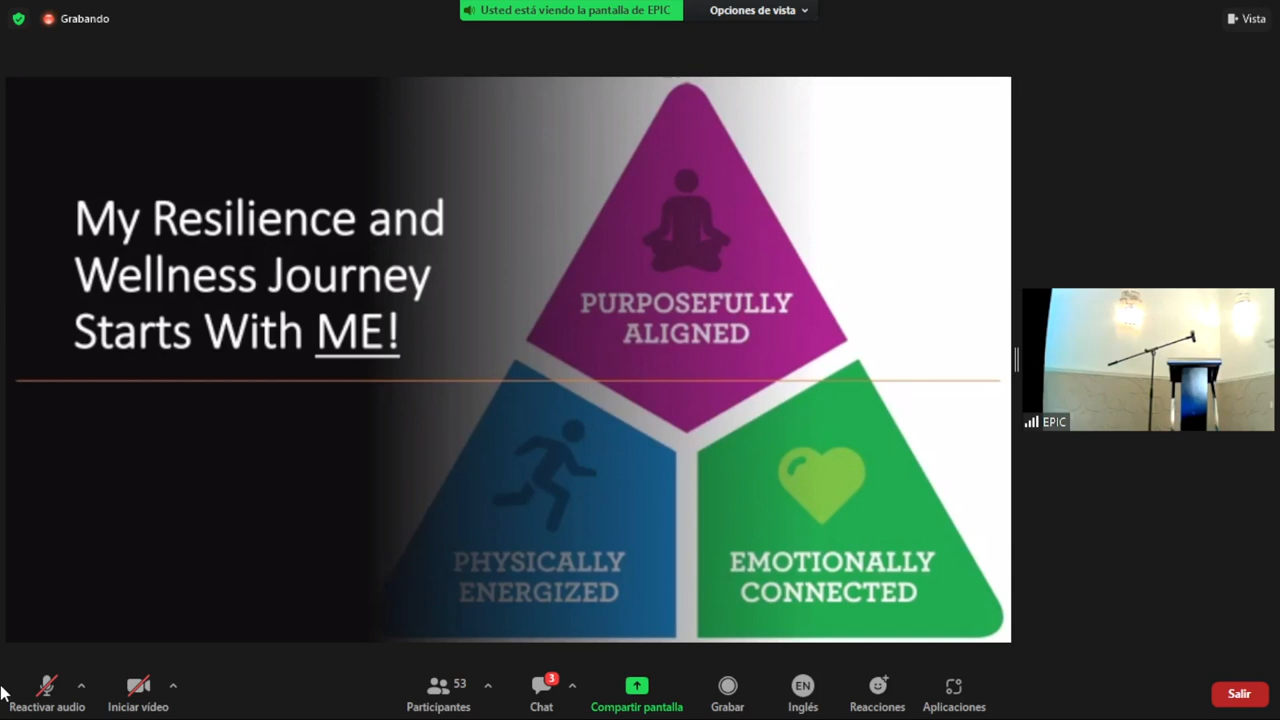 Grabando
Usted está viendo la pantalla de EPIC
Opciones de vista
Vista
My Resilience and
Wellness Journey
Starts With ME!
PURPOSEFULLY
ALIGNED
PHYSICALLY
ENERGIZED
EMOTIONALLY
CONNECTED
EPIC
Reactivar audio
Iniciar vídeo
53
Participantes
3
Chat
Compartir pantalla
Grabar
EN
Inglés
Reacciones
Aplicaciones
Salir